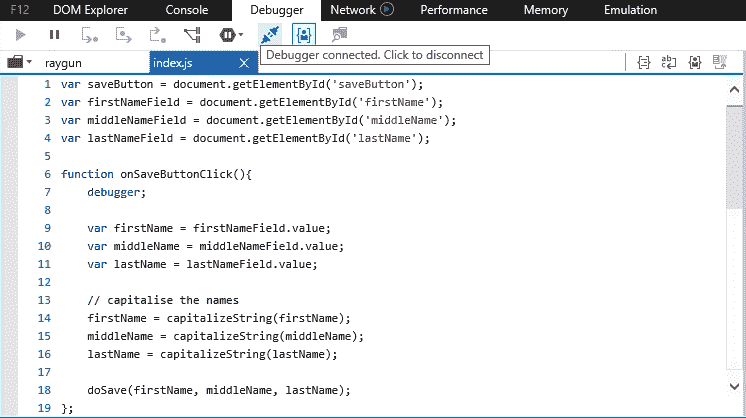 F12 DOM Explorer Console Debugger Network Performance Memory Emulation
Debugger connected. Click to disconnect
raygun index.js
1 var saveButton = document.getElementById('saveButton');
2 var firstNameField = document.getElementById('firstName');
3 var middleNameField = document.getElementById('middleName');
4 var lastNameField = document.getElementById('lastName');
5
6 function onSaveButtonClick(){
7     debugger;
8
9     var firstName = firstNameField.value;
10     var middleName = middleNameField.value;
11     var lastName = lastNameField.value;
12
13     // capitalise the names
14     firstName = capitalizeString(firstName);
15     middleName = capitalizeString(middleName);
16     lastName = capitalizeString(lastName);
17
18     doSave(firstName, middleName, lastName);
19 };